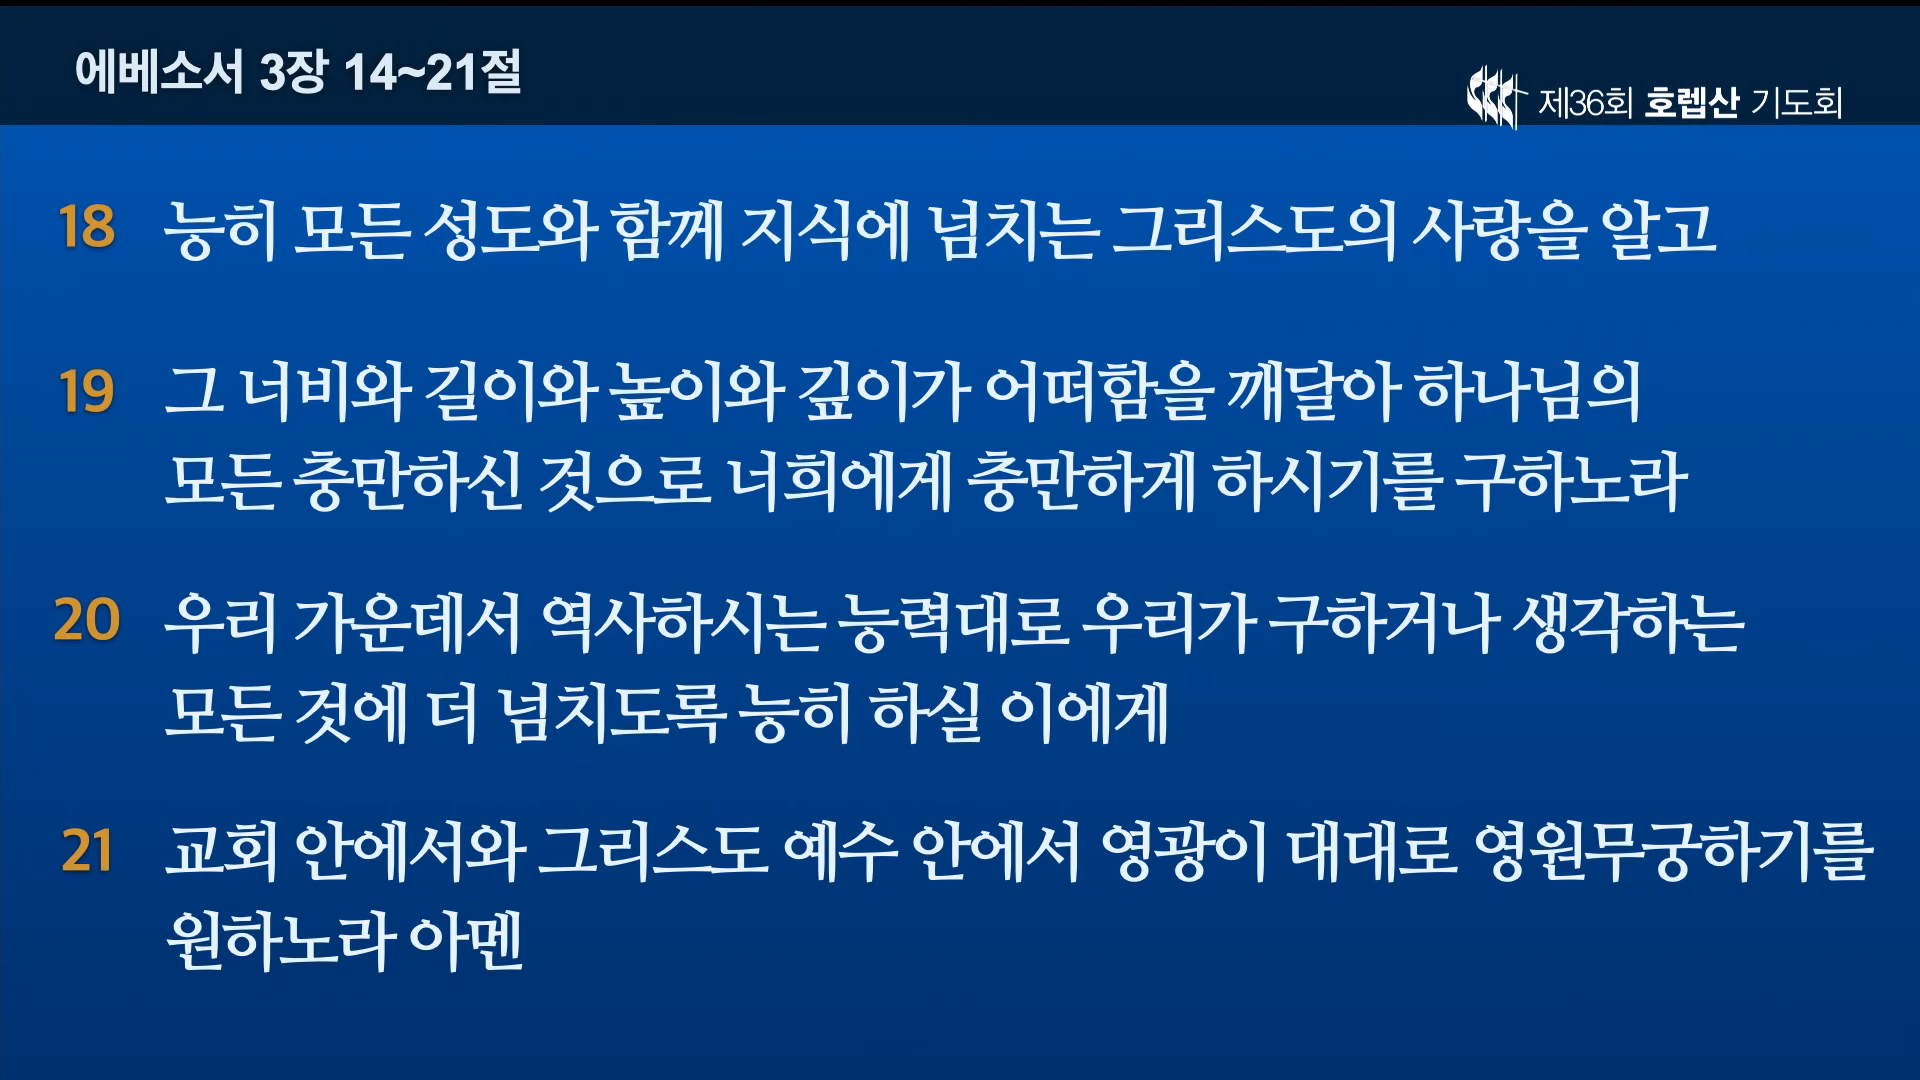 에베소서 3장 14~21절
제36회 호렙산 기도회
18 능히 모든 성도와 함께 지식에 넘치는 그리스도의 사랑을 알고
19 그 너비와 길이와 높이와 깊이가 어떠함을 깨달아 하나님의
모든 충만하신 것으로 너희에게 충만하게 하시기를 구하노라
20 우리 가운데서 역사하시는 능력대로 우리가 구하거나 생각하는
모든 것에 더 넘치도록 능히 하실 이에게
21 교회 안에서와 그리스도 예수 안에서 영광이 대대로 영원무궁하기를
원하노라 아멘